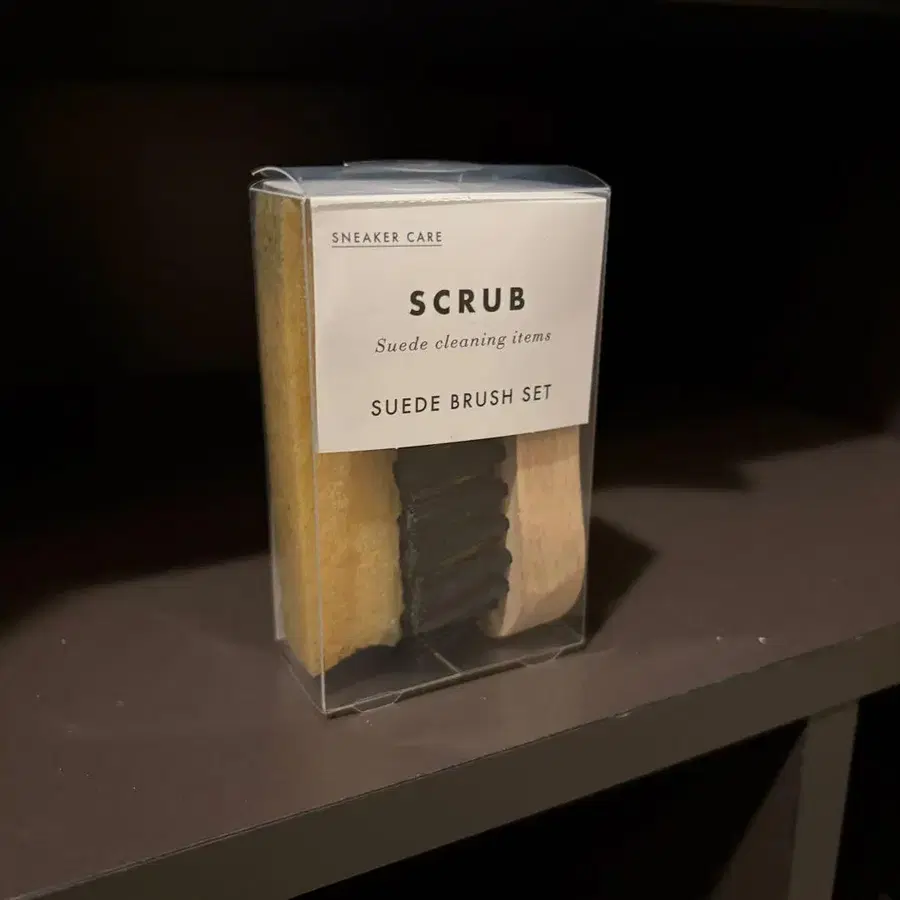 SNEAKER CARE
SCRUB
Suede cleaning items
SUEDE BRUSH SET